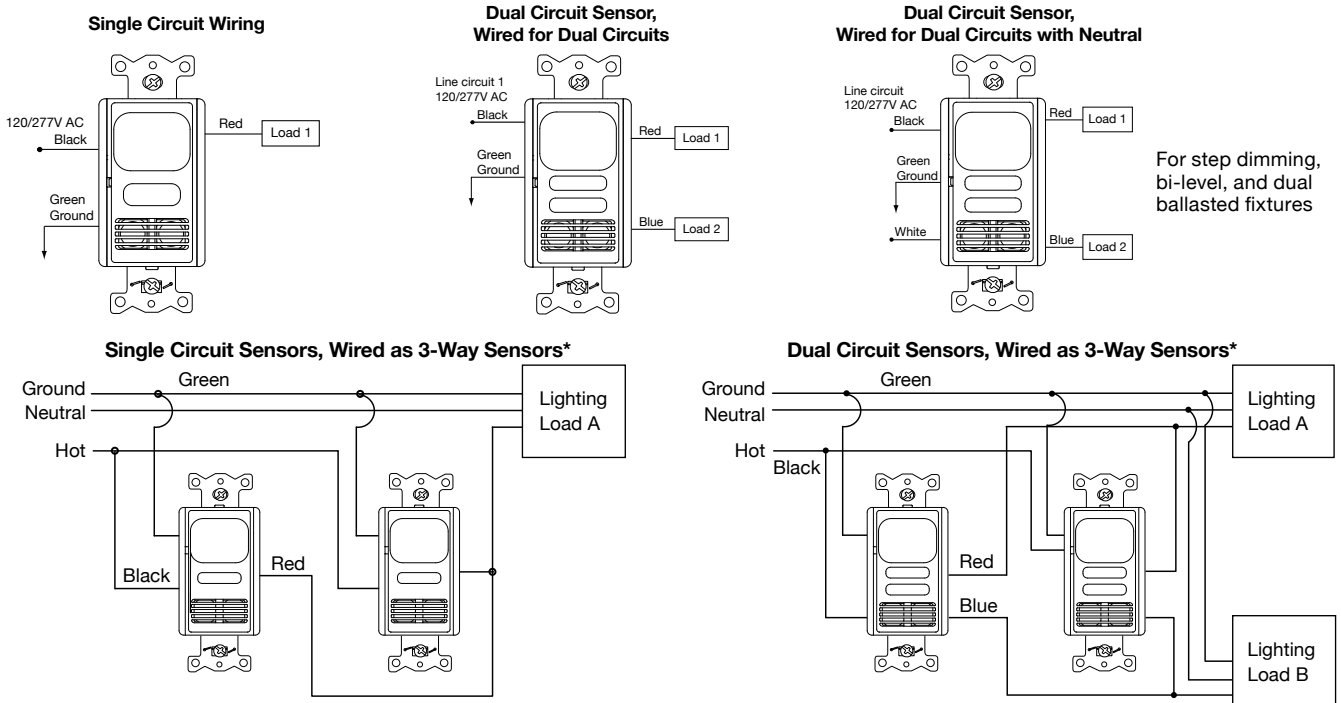 Single Circuit Wiring
120/277V AC
Black
Red
Load 1
Green
Ground
Dual Circuit Sensor,
Wired for Dual Circuits
Line circuit 1
120/277V AC
Black
Red
Load 1
Green
Ground
Blue
Load 2
Dual Circuit Sensor,
Wired for Dual Circuits with Neutral
Line circuit
120/277V AC
Black
Red
Load 1
Green
Ground
White
Blue
Load 2
For step dimming,
bi-level, and dual
ballasted fixtures
Single Circuit Sensors, Wired as 3-Way Sensors*
Ground
Green
Neutral
Hot
Lighting
Load A
Black
Red
Dual Circuit Sensors, Wired as 3-Way Sensors*
Ground
Green
Neutral
Hot
Black
Lighting
Load A
Red
Blue
Lighting
Load B